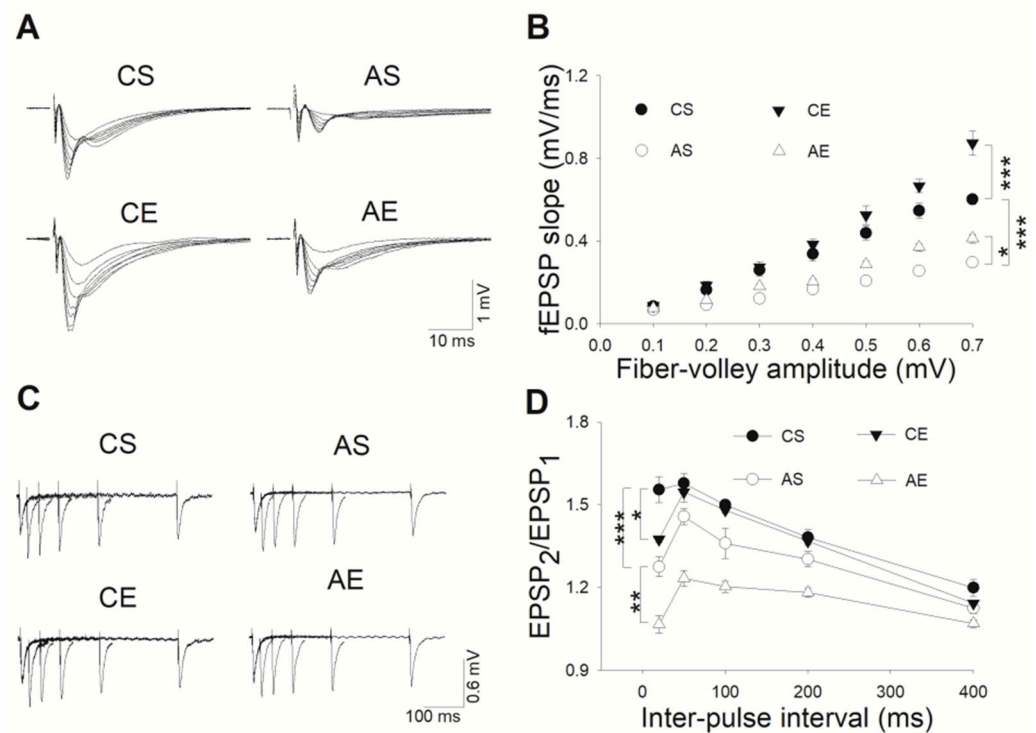 A
CS
AS
CE
AE
1 mV
10 ms
B
fEPSP slope (mV/ms)
1.2
0.8
0.4
0.0
CS
CE
AS
AE
***
***
*
0.0 0.1 0.2 0.3 0.4 0.5 0.6 0.7
Fiber-volley amplitude (mV)
C
CS
AS
CE
AE
0.6 mV
100 ms
D
EPSP2/EPSP1
1.8
1.5
1.2
0.9
CS
CE
AS
AE
***
*
**
0 100 200 300 400
Inter-pulse interval (ms)